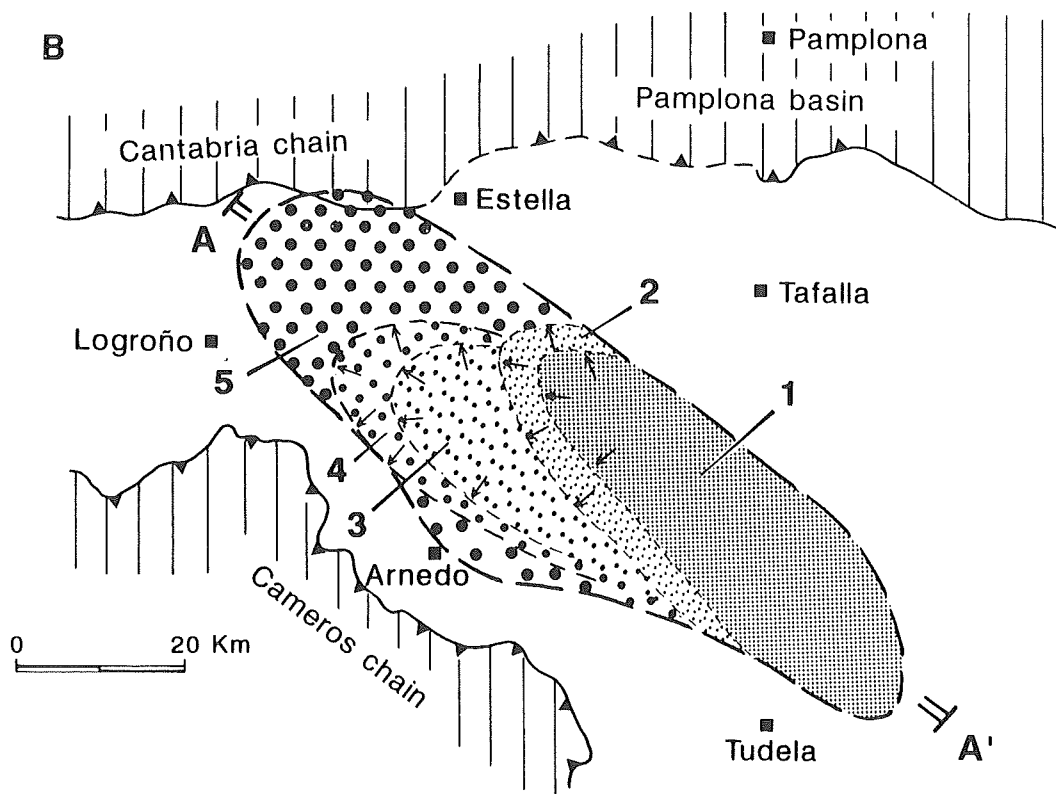 B
Pamplona
Pamplona basin
Cantabria chain
Estella
A
2
Tafalla
Logroño
5
1
4
3
Arnedo
Cameros chain
0 20 Km
Tudela
A'